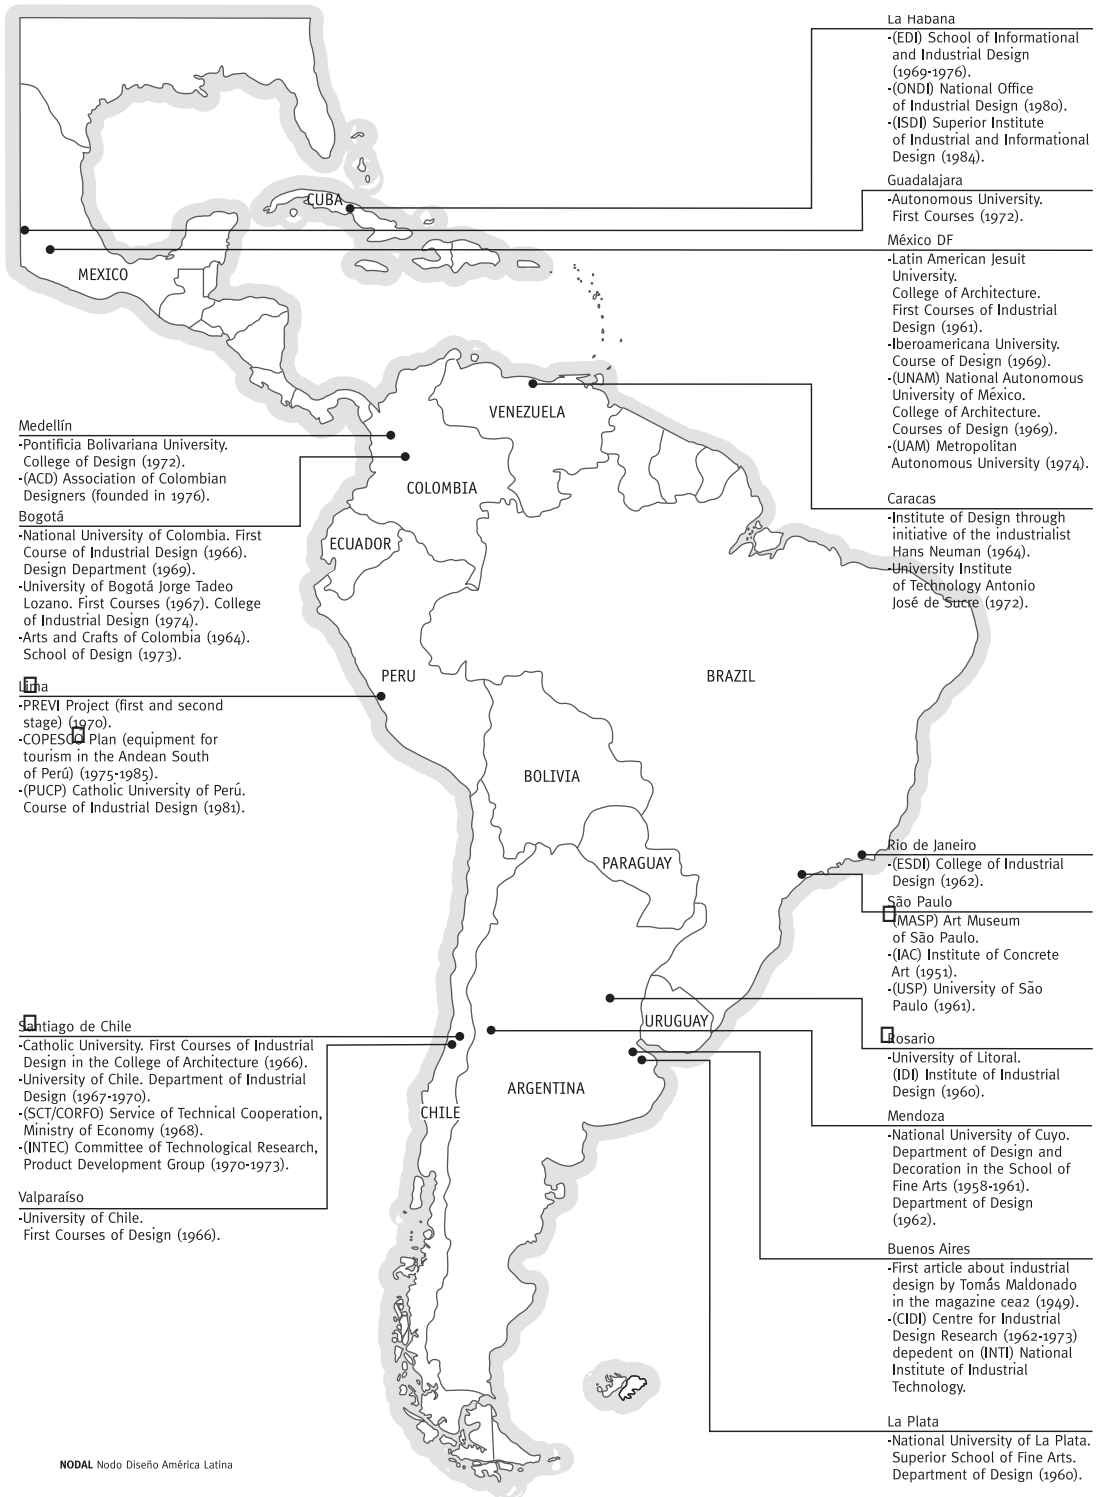 La Habana
-(EDI) School of Informational
and Industrial Design
(1969-1976).
-(ONDI) National Office
of Industrial Design (1980).
-(ISDI) Superior Institute
of Industrial and Informational
Design (1984).
Guadalajara
-Autonomous University.
First Courses (1972).
México DF
-Latin American Jesuit
University.
College of Architecture.
First Courses of Industrial
Design (1961).
-Iberoamericana University.
Course of Design (1969).
-(UNAM) National Autonomous
University of México.
College of Architecture.
Courses of Design (1969).
-(UAM) Metropolitan
Autonomous University (1974).
Caracas
-Institute of Design through
initiative of the industrialist
Hans Neuman (1964).
-University Institute
of Technology Antonio
José de Sucre (1972).
CUBA
MEXICO
VENEZUELA
COLOMBIA
ECUADOR
PERU
BRAZIL
BOLIVIA
PARAGUAY
URUGUAY
ARGENTINA
CHILE
Medellín
-Pontificia Bolivariana University.
College of Design (1972).
-(ACD) Association of Colombian
Designers (founded in 1976).
Bogotá
-National University of Colombia. First
Course of Industrial Design (1966).
Design Department (1969).
-University of Bogotá Jorge Tadeo
Lozano. First Courses (1967). College
of Industrial Design (1974).
-Arts and Crafts of Colombia (1964).
School of Design (1973).
Lima
-PREVI Project (first and second
stage) (1970).
-COPESCO Plan (equipment for
tourism in the Andean South
of Perú) (1975-1985).
-(PUCP) Catholic University of Perú.
Course of Industrial Design (1981).
Santiago de Chile
-Catholic University. First Courses of Industrial
Design in the College of Architecture (1966).
-University of Chile. Department of Industrial
Design (1967-1970).
-(SCT/CORFO) Service of Technical Cooperation,
Ministry of Economy (1968).
-(INTEC) Committee of Technological Research,
Product Development Group (1970-1973).
Valparaíso
-University of Chile.
First Courses of Design (1966).
Rio de Janeiro
-(ESDI) College of Industrial
Design (1962).
São Paulo
-(MASP) Art Museum
of São Paulo.
-(IAC) Institute of Concrete
Art (1951).
-(USP) University of São
Paulo (1961).
Rosario
-University of Litoral.
(IDI) Institute of Industrial
Design (1960).
Mendoza
-National University of Cuyo.
Department of Design and
Decoration in the School of
Fine Arts (1958-1961).
Department of Design
(1962).
Buenos Aires
-First article about industrial
design by Tomás Maldonado
in the magazine cea2 (1949).
-(CIDI) Centre for Industrial
Design Research (1962-1973)
depedent on (INTI) National
Institute of Industrial
Technology.
La Plata
-National University of La Plata.
Superior School of Fine Arts.
Department of Design (1960).
NODAL Nodo Diseño América Latina